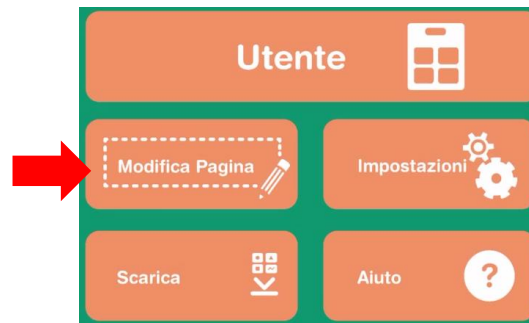 Utente
Modifica Pagina
Impostazioni
Scarica
Aiuto
?